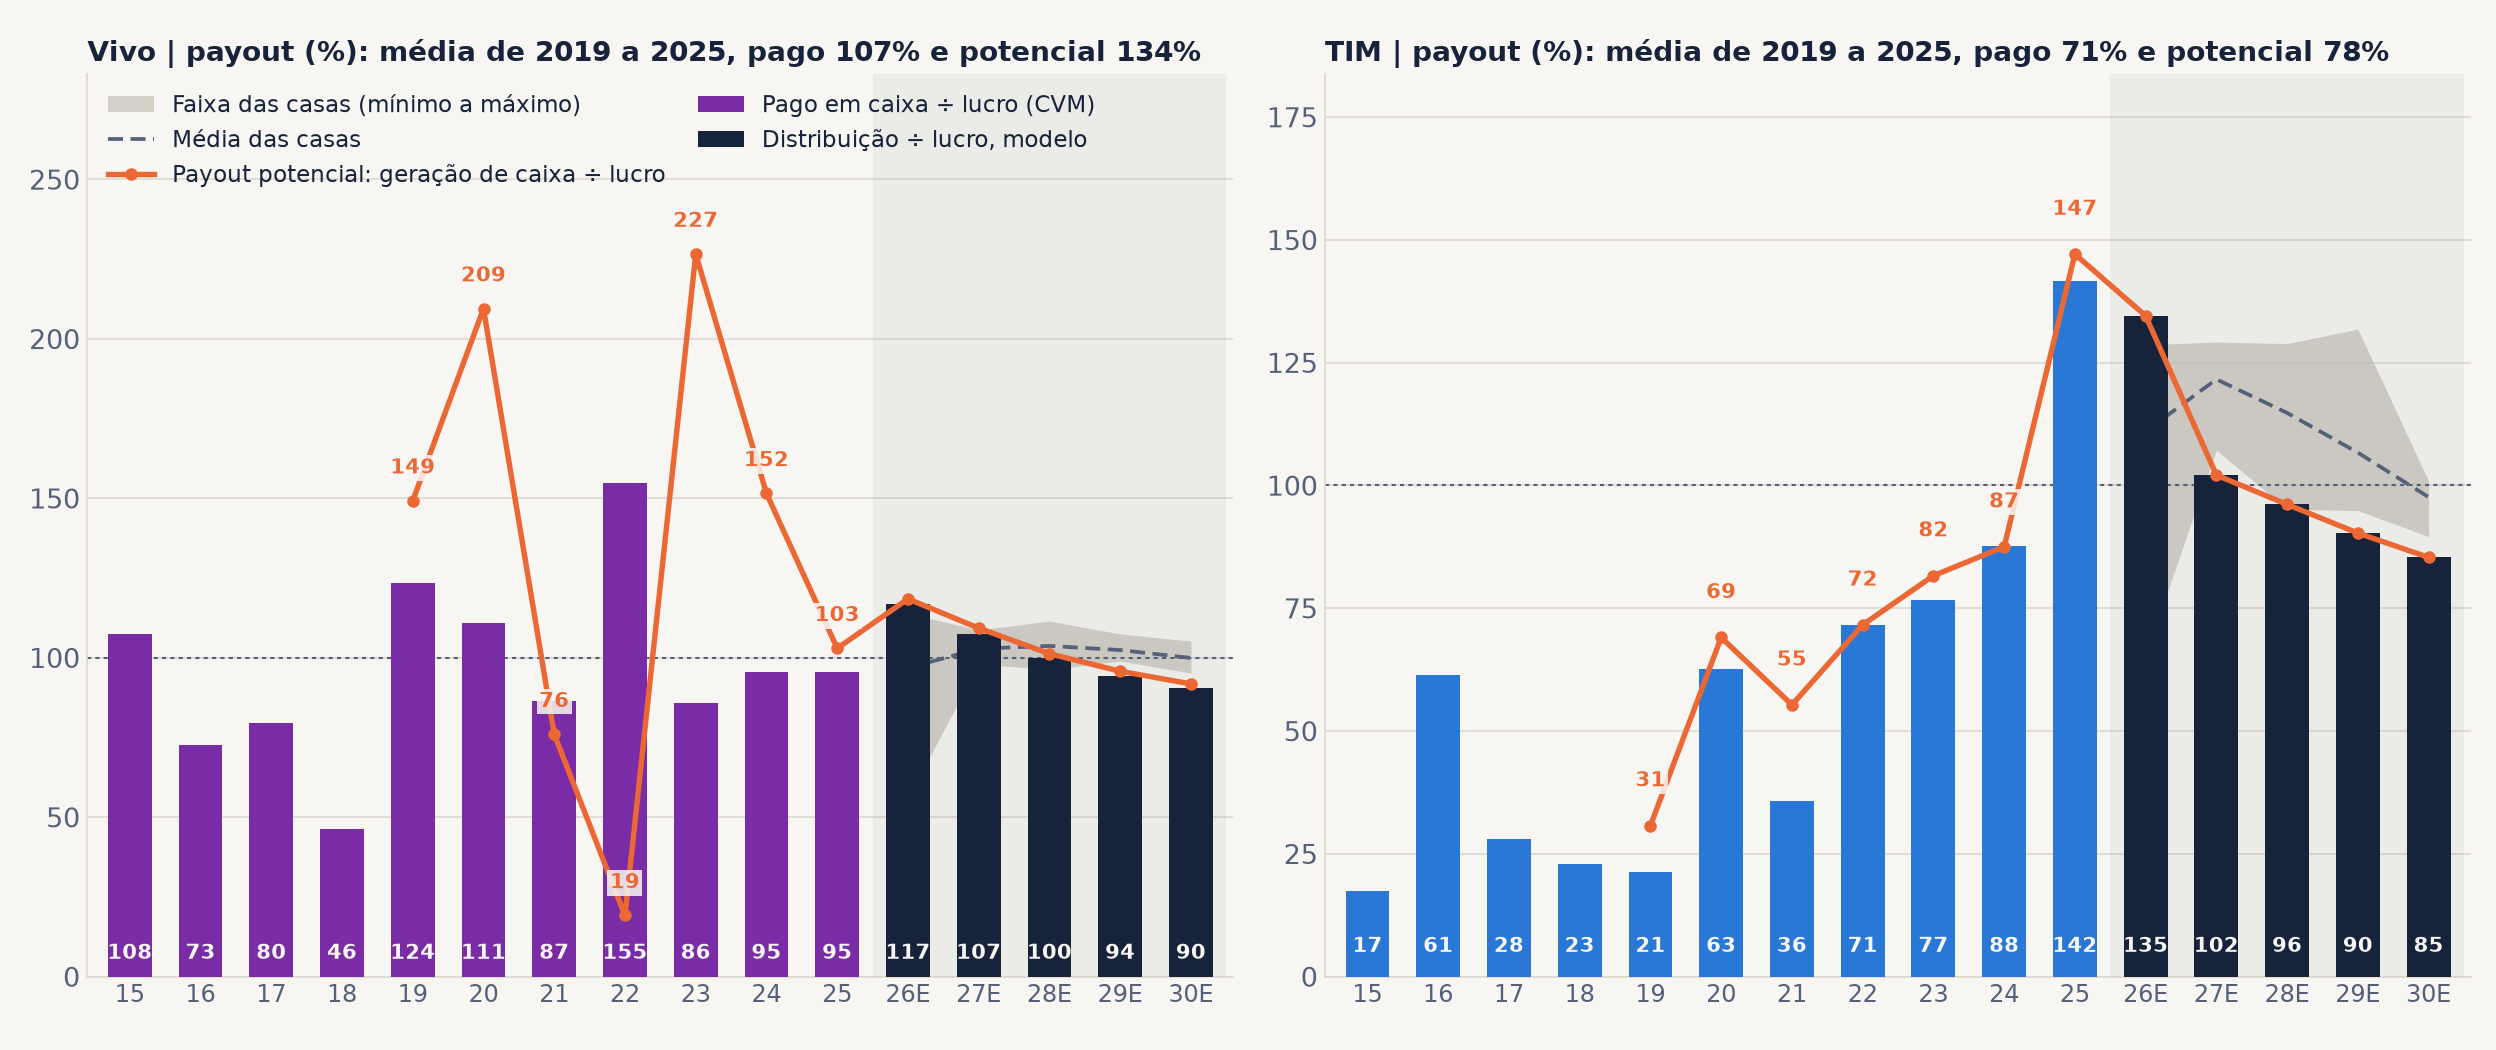 Vivo | payout (%): média de 2019 a 2025, pago 107% e potencial 134%
Faixa das casas (mínimo a máximo)
Média das casas
Payout potencial: geração de caixa ÷ lucro
Pago em caixa ÷ lucro (CVM)
Distribuição ÷ lucro, modelo
250
200
150
100
50
0
149
209
76
19
227
152
103
108 73 80 46 124 111 87 155 86 95 95 117 107 100 94 90
15 16 17 18 19 20 21 22 23 24 25 26E 27E 28E 29E 30E
TIM | payout (%): média de 2019 a 2025, pago 71% e potencial 78%
175
150
125
100
75
50
25
0
31
69
55
72
82
87
147
17 61 28 23 21 63 36 71 77 88 142 135 102 96 90 85
15 16 17 18 19 20 21 22 23 24 25 26E 27E 28E 29E 30E